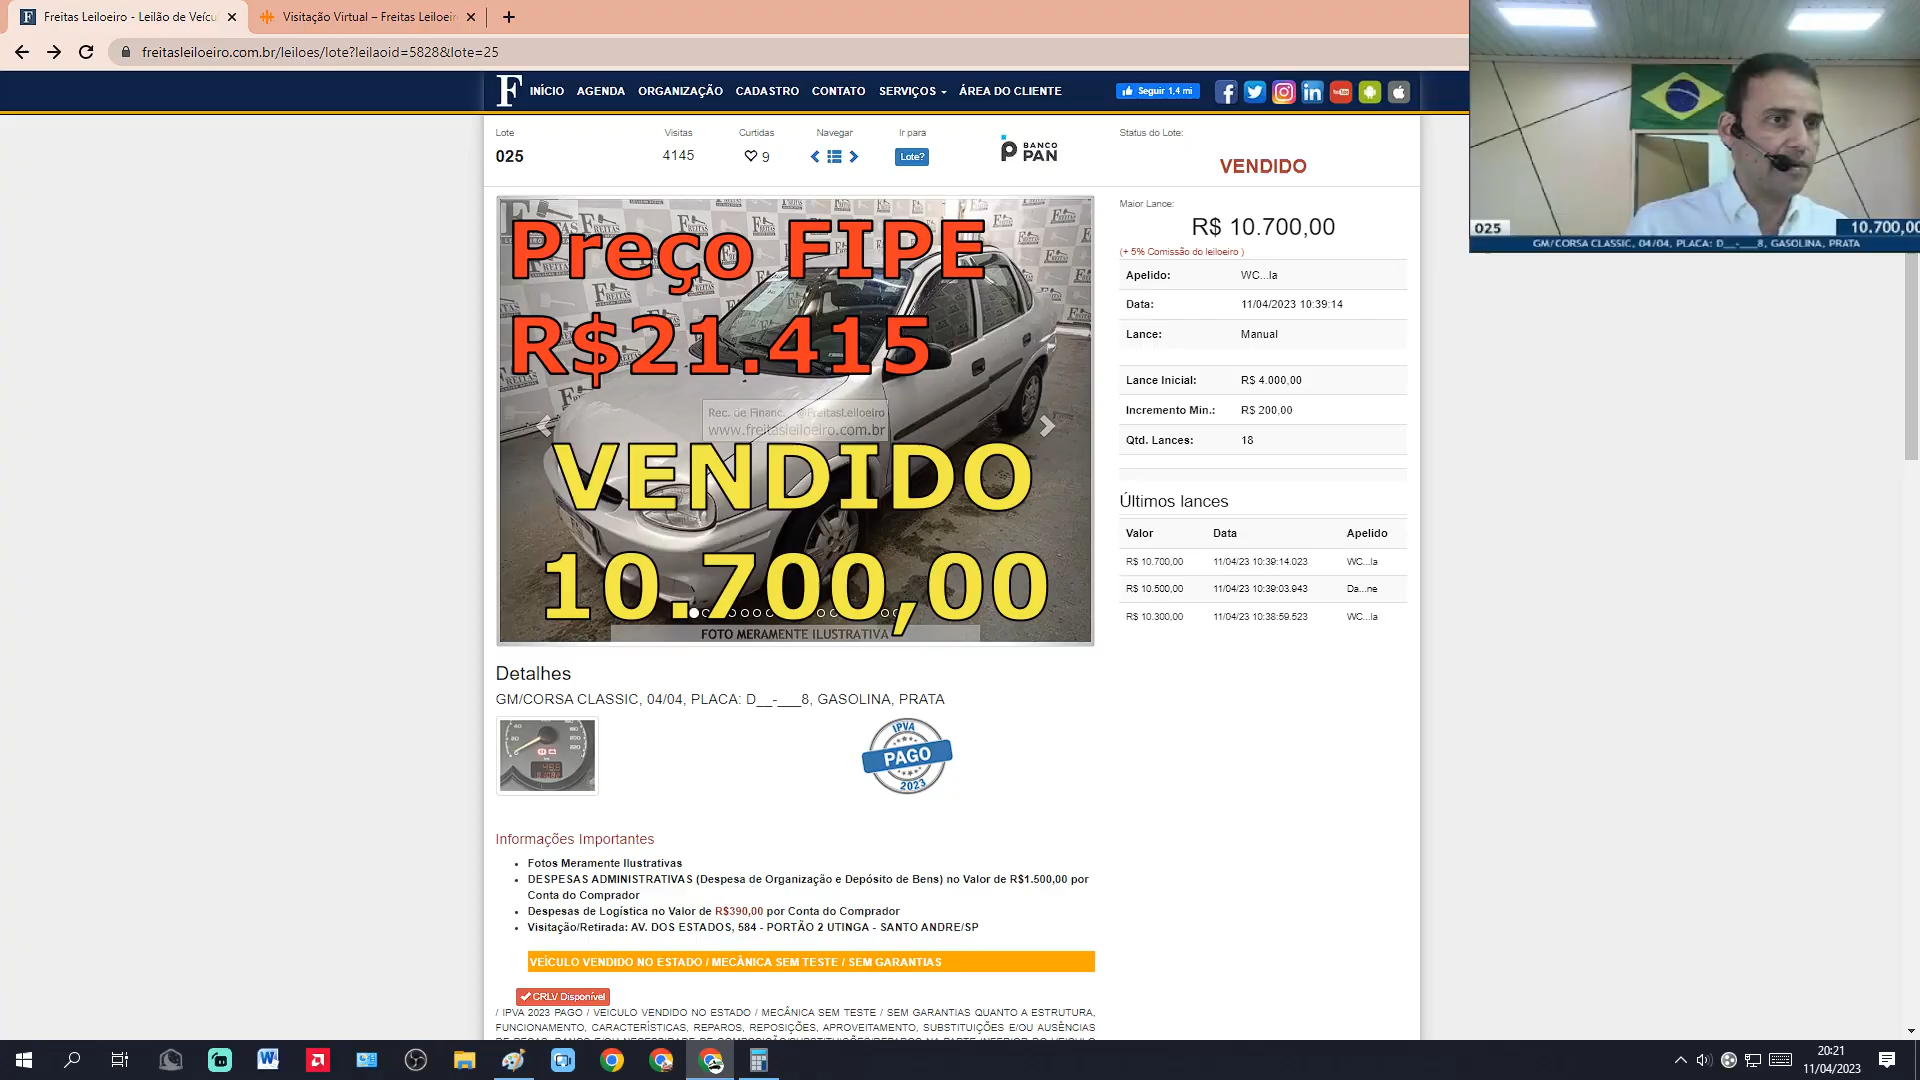 Freitas Leiloeiro - Leilão de Veícu
Visitação Virtual – Freitas Leiloeir
freitasleiloeiro.com.br/leiloes/lote?leilaoid=5828&lote=25
F INÍCIO AGENDA ORGANIZAÇÃO CADASTRO CONTATO SERVIÇOS ÁREA DO CLIENTE
Seguir 1,4 mi
Lote Visitas Curtidas Navegar Ir para
025 4145 9 Lote?
BANCO
PAN
Status do Lote:
VENDIDO
Preço FIPE
R$21.415
Rec. de Financ. @FreitasLeiloeiro
www.freitasleiloeiro.com.br
VENDIDO
10.700,00
FOTO MERAMENTE ILUSTRATIVA
Maior Lance:
R$ 10.700,00
(+ 5% Comissão do leiloeiro )
Apelido: WC...la
Data: 11/04/2023 10:39:14
Lance: Manual
Lance Inicial: R$ 4.000,00
Incremento Min.: R$ 200,00
Qtd. Lances: 18
Últimos lances
Valor Data Apelido
R$ 10.700,00 11/04/23 10:39:14.023 WC...la
R$ 10.500,00 11/04/23 10:39:03.943 Da...ne
R$ 10.300,00 11/04/23 10:38:59.523 WC...la
025 10.700,00
GM/CORSA CLASSIC, 04/04, PLACA: D__-___8, GASOLINA, PRATA
Detalhes
GM/CORSA CLASSIC, 04/04, PLACA: D__-___8, GASOLINA, PRATA
IPVA
PAGO
2023
Informações Importantes
Fotos Meramente Ilustrativas
DESPESAS ADMINISTRATIVAS (Despesa de Organização e Depósito de Bens) no Valor de R$1.500,00 por
Conta do Comprador
Despesas de Logística no Valor de R$390,00 por Conta do Comprador
Visitação/Retirada: AV. DOS ESTADOS, 584 - PORTÃO 2 UTINGA - SANTO ANDRE/SP
VEÍCULO VENDIDO NO ESTADO / MECÂNICA SEM TESTE / SEM GARANTIAS
CRLV Disponível
/ IPVA 2023 PAGO / VEICULO VENDIDO NO ESTADO / MECÂNICA SEM TESTE / SEM GARANTIAS QUANTO A ESTRUTURA,
FUNCIONAMENTO, CARACTERÍSTICAS, REPAROS, REPOSIÇÕES, APROVEITAMENTO, SUBSTITUIÇÕES E/OU AUSÊNCIAS
20:21
11/04/2023